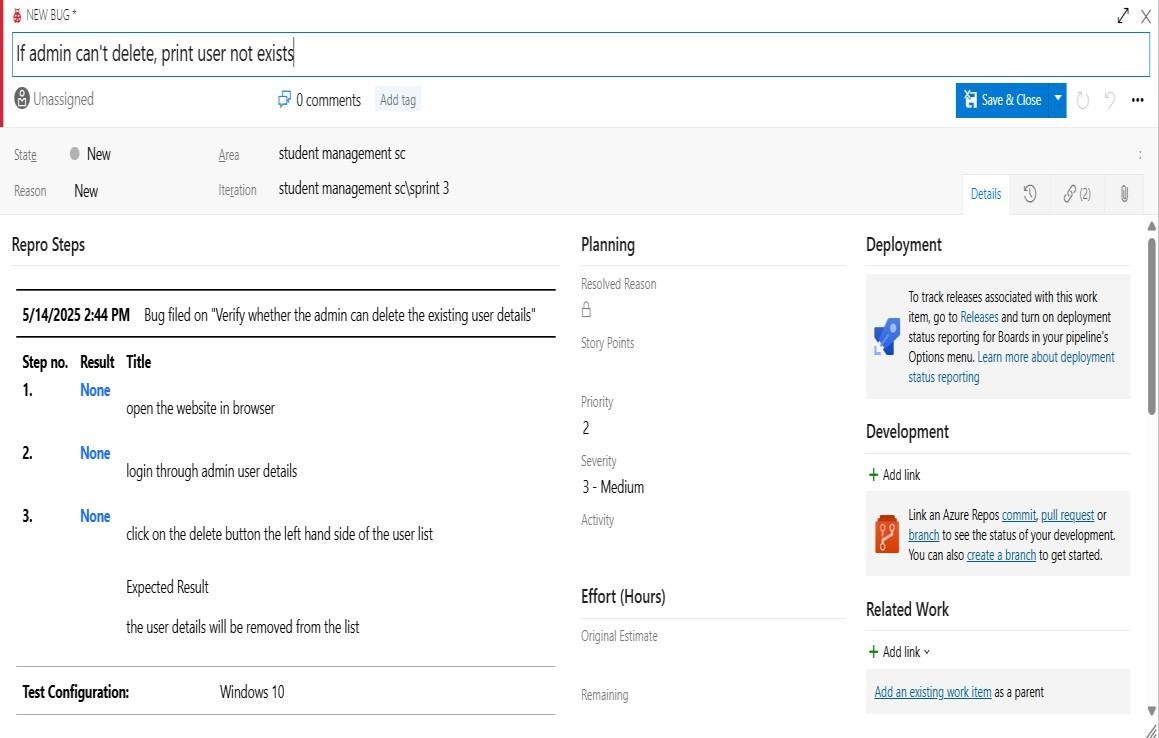 NEW BUG *
If admin can't delete, print user not exists
Unassigned
0 comments
Add tag
Save & Close
State
New
Area
student management sc
Reason
New
Iteration
student management sc\sprint 3
Details
(2)
Repro Steps
5/14/2025 2:44 PM Bug filed on "Verify whether the admin can delete the existing user details"
Step no. Result Title
1. None
open the website in browser
2. None
login through admin user details
3. None
click on the delete button the left hand side of the user list
Expected Result
the user details will be removed from the list
Test Configuration: Windows 10
Planning
Resolved Reason
Story Points
Priority
2
Severity
3 - Medium
Activity
Effort (Hours)
Original Estimate
Remaining
Deployment
To track releases associated with this work
item, go to Releases and turn on deployment
status reporting for Boards in your pipeline's
Options menu. Learn more about deployment
status reporting
Development
+ Add link
Link an Azure Repos commit, pull request or
branch to see the status of your development.
You can also create a branch to get started.
Related Work
+ Add link
Add an existing work item as a parent